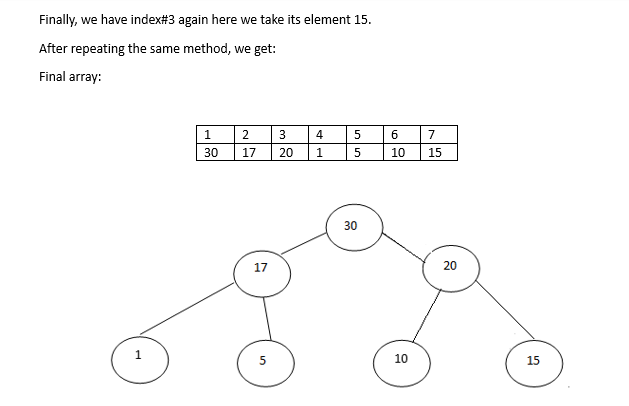 Finally, we have index#3 again here we take its element 15.
After repeating the same method, we get:
Final array:
1 2 3 4 5 6 7
30 17 20 1 5 10 15
30
17 20
1 5 10 15